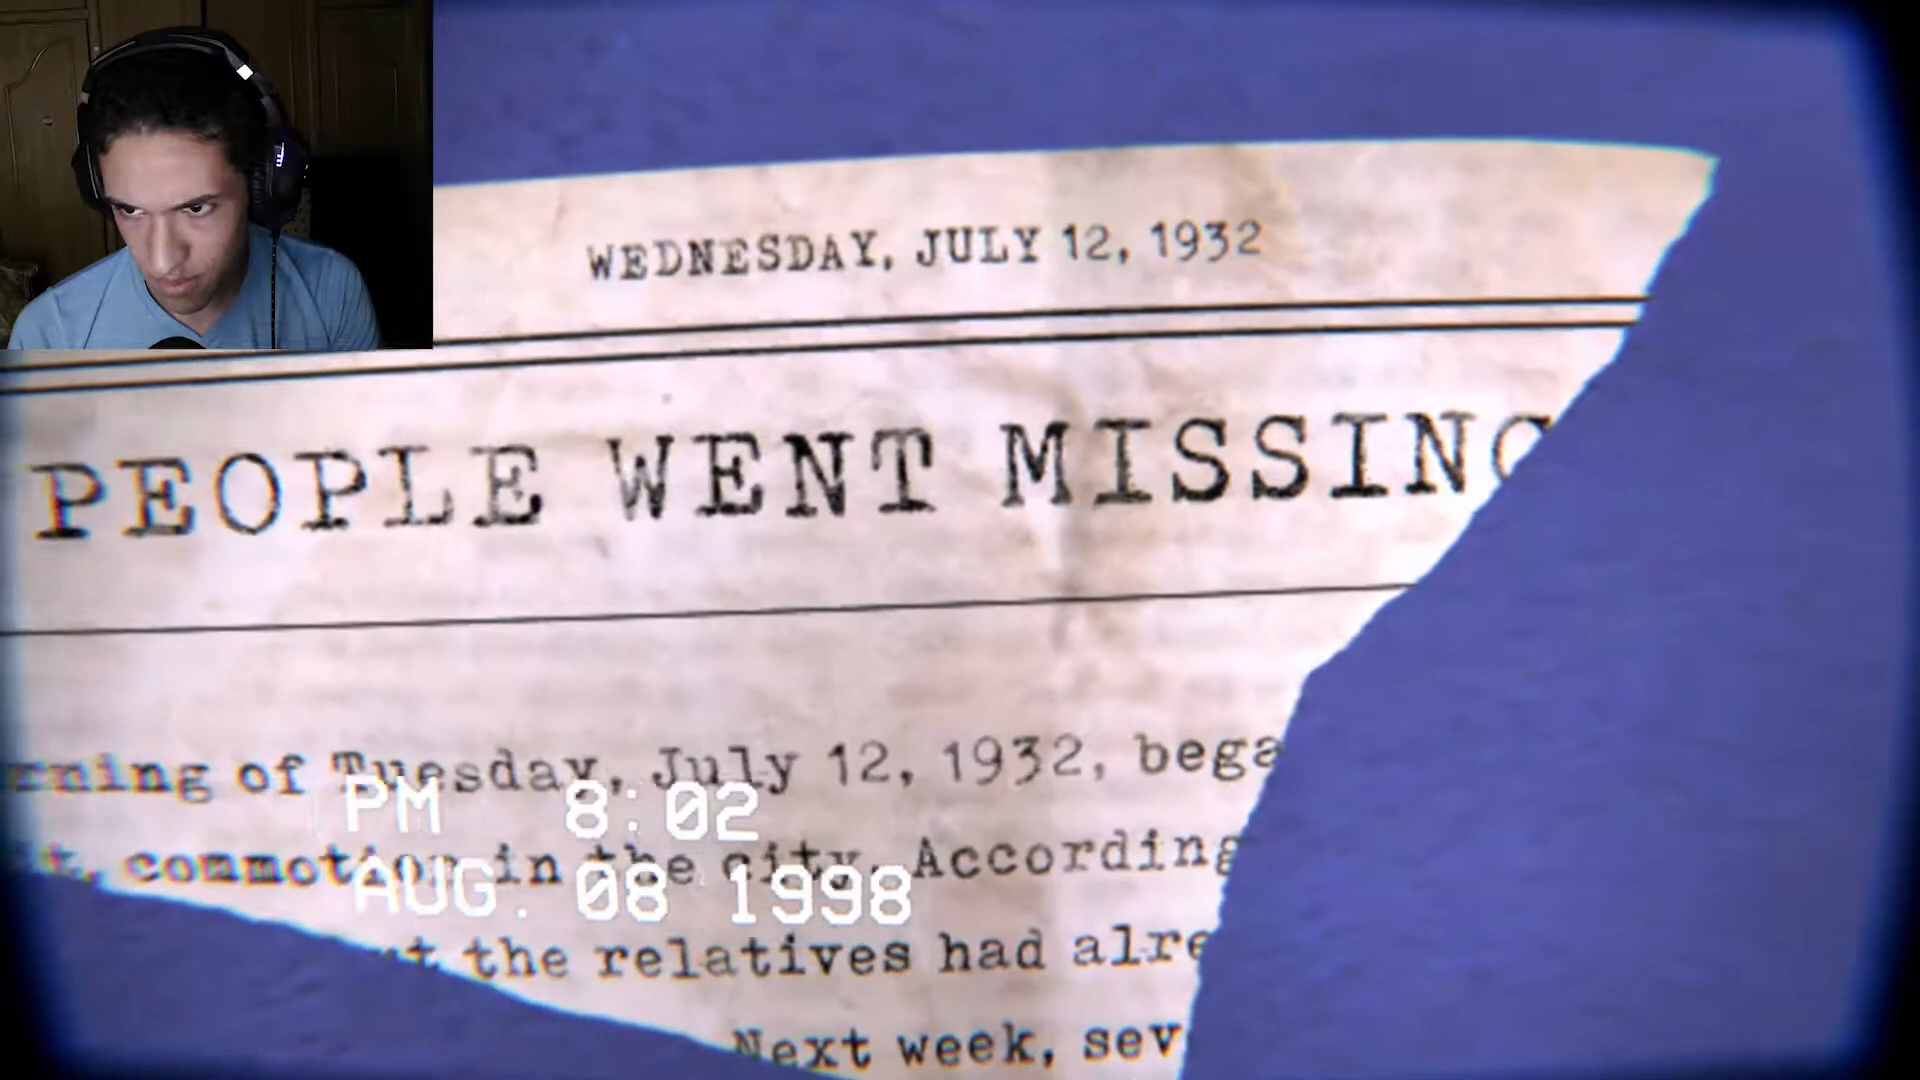 WEDNESDAY, JULY 12, 1932
PEOPLE WENT MISSING
rning of Tuesday, July 12, 1932, bega
PM 8:02
commotion in the city. According
AUG. 08 1998
t the relatives had alre
Next week, sev